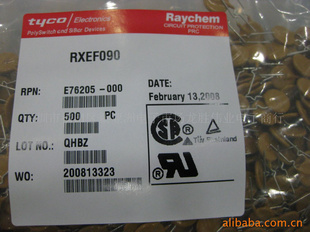 tyco Electronics
PolySwitch and SiBar Devices
Raychem
CIRCUIT PROTECTION
PRC
RXEF090
RPN: E76205-000
QTY: 500 PC
LOT NO.: QHBZ
WO: 200813323
DATE:
February 13,2008
TÜV Rheinland
alibaba.com.cn